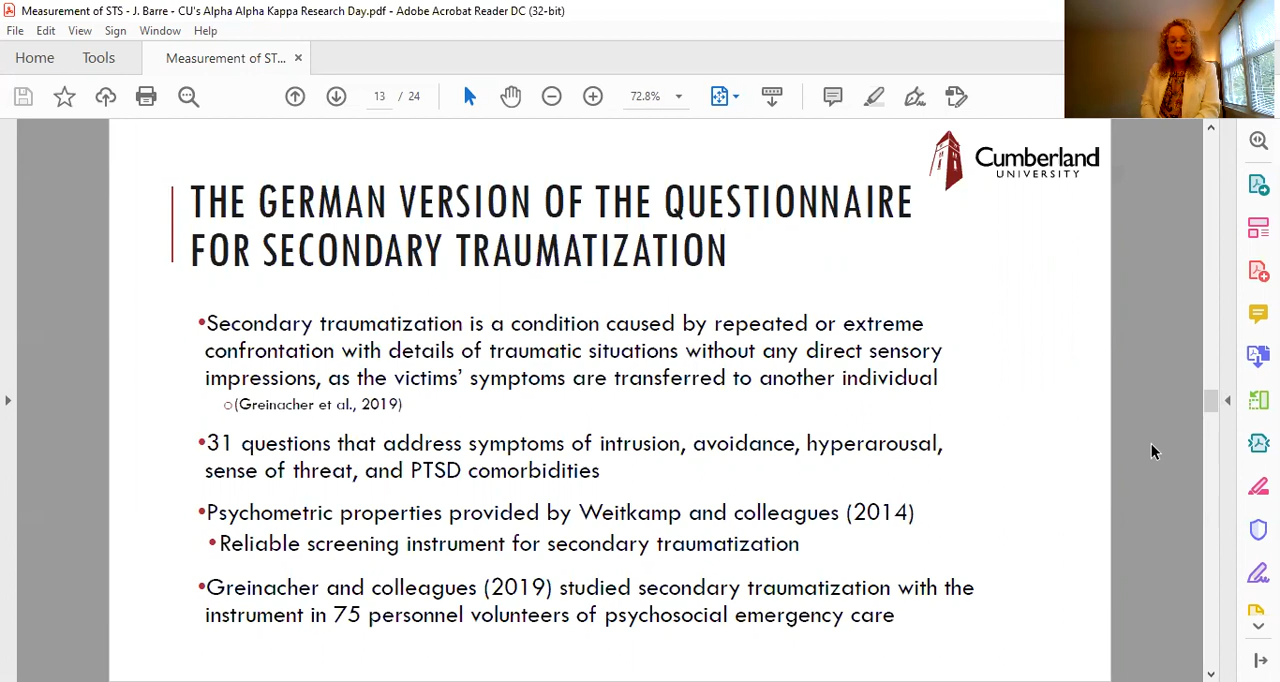 Measurement of STS - J. Barre - CU's Alpha Alpha Kappa Research Day.pdf - Adobe Acrobat Reader DC (32-bit)
File Edit View Sign Window Help
Home Tools Measurement of ST... ×
13 / 24 72.8%
Cumberland
UNIVERSITY
THE GERMAN VERSION OF THE QUESTIONNAIRE
FOR SECONDARY TRAUMATIZATION
•Secondary traumatization is a condition caused by repeated or extreme
confrontation with details of traumatic situations without any direct sensory
impressions, as the victims' symptoms are transferred to another individual
○(Greinacher et al., 2019)
•31 questions that address symptoms of intrusion, avoidance, hyperarousal,
sense of threat, and PTSD comorbidities
•Psychometric properties provided by Weitkamp and colleagues (2014)
•Reliable screening instrument for secondary traumatization
•Greinacher and colleagues (2019) studied secondary traumatization with the
instrument in 75 personnel volunteers of psychosocial emergency care